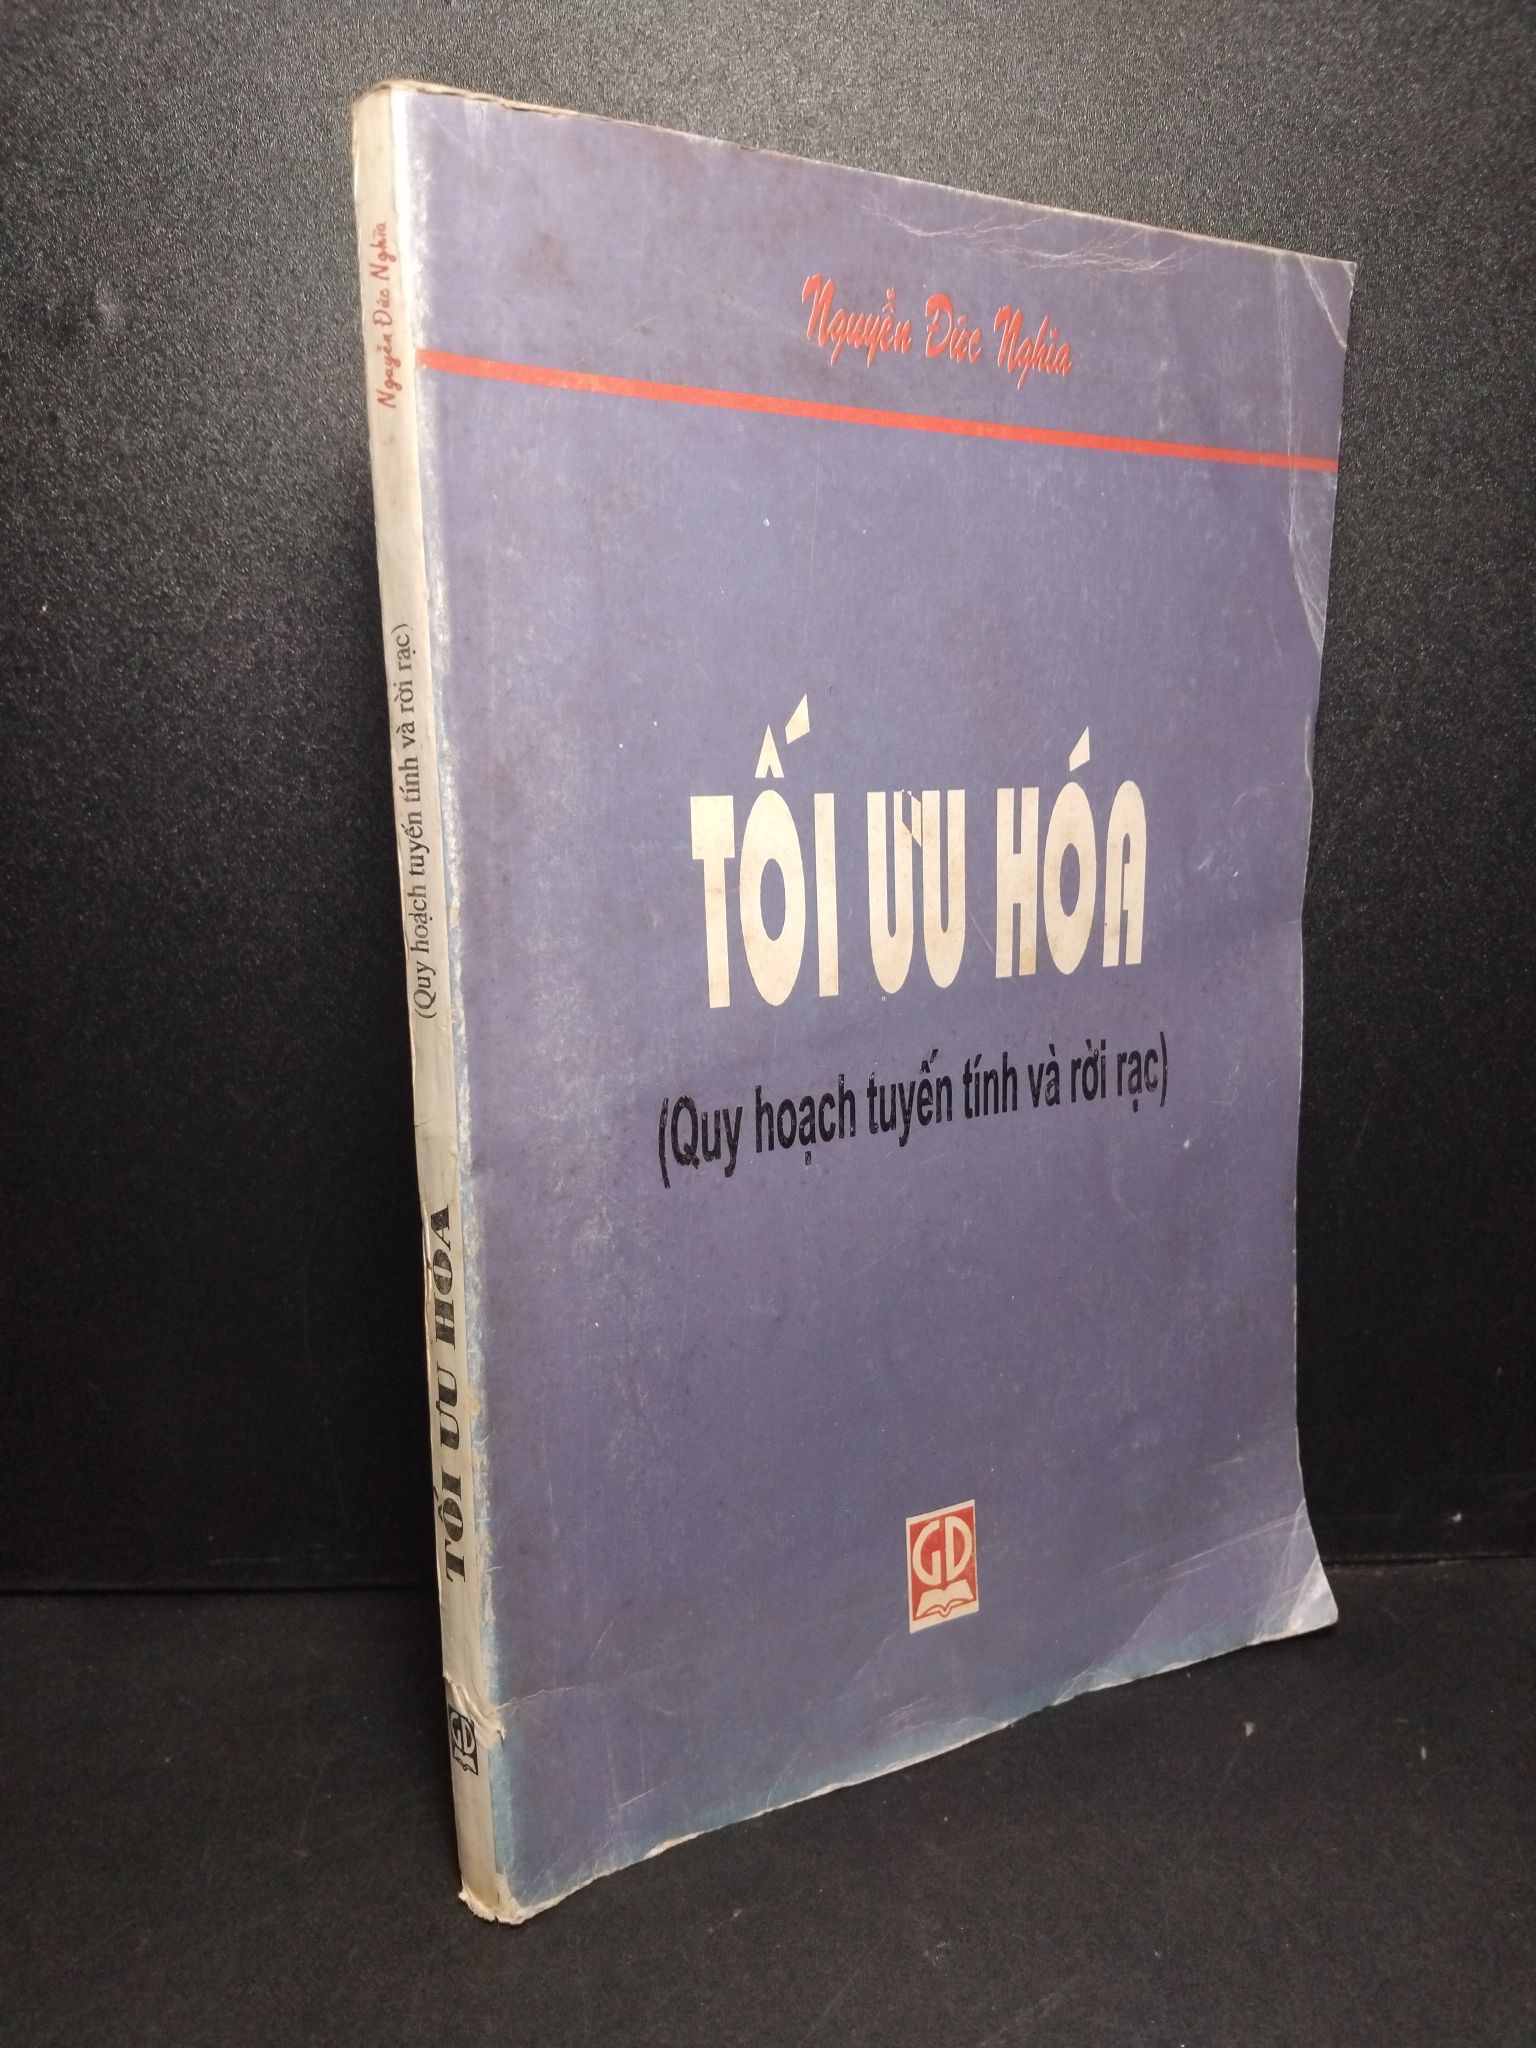 Nguyễn Đức Nghĩa
TỐI ƯU HÓA
(Quy hoạch tuyến tính và rời rạc)
GD
Nguyễn Đức Nghĩa
(Quy hoạch tuyến tính và rời rạc)
TỐI ƯU HÓA
GD